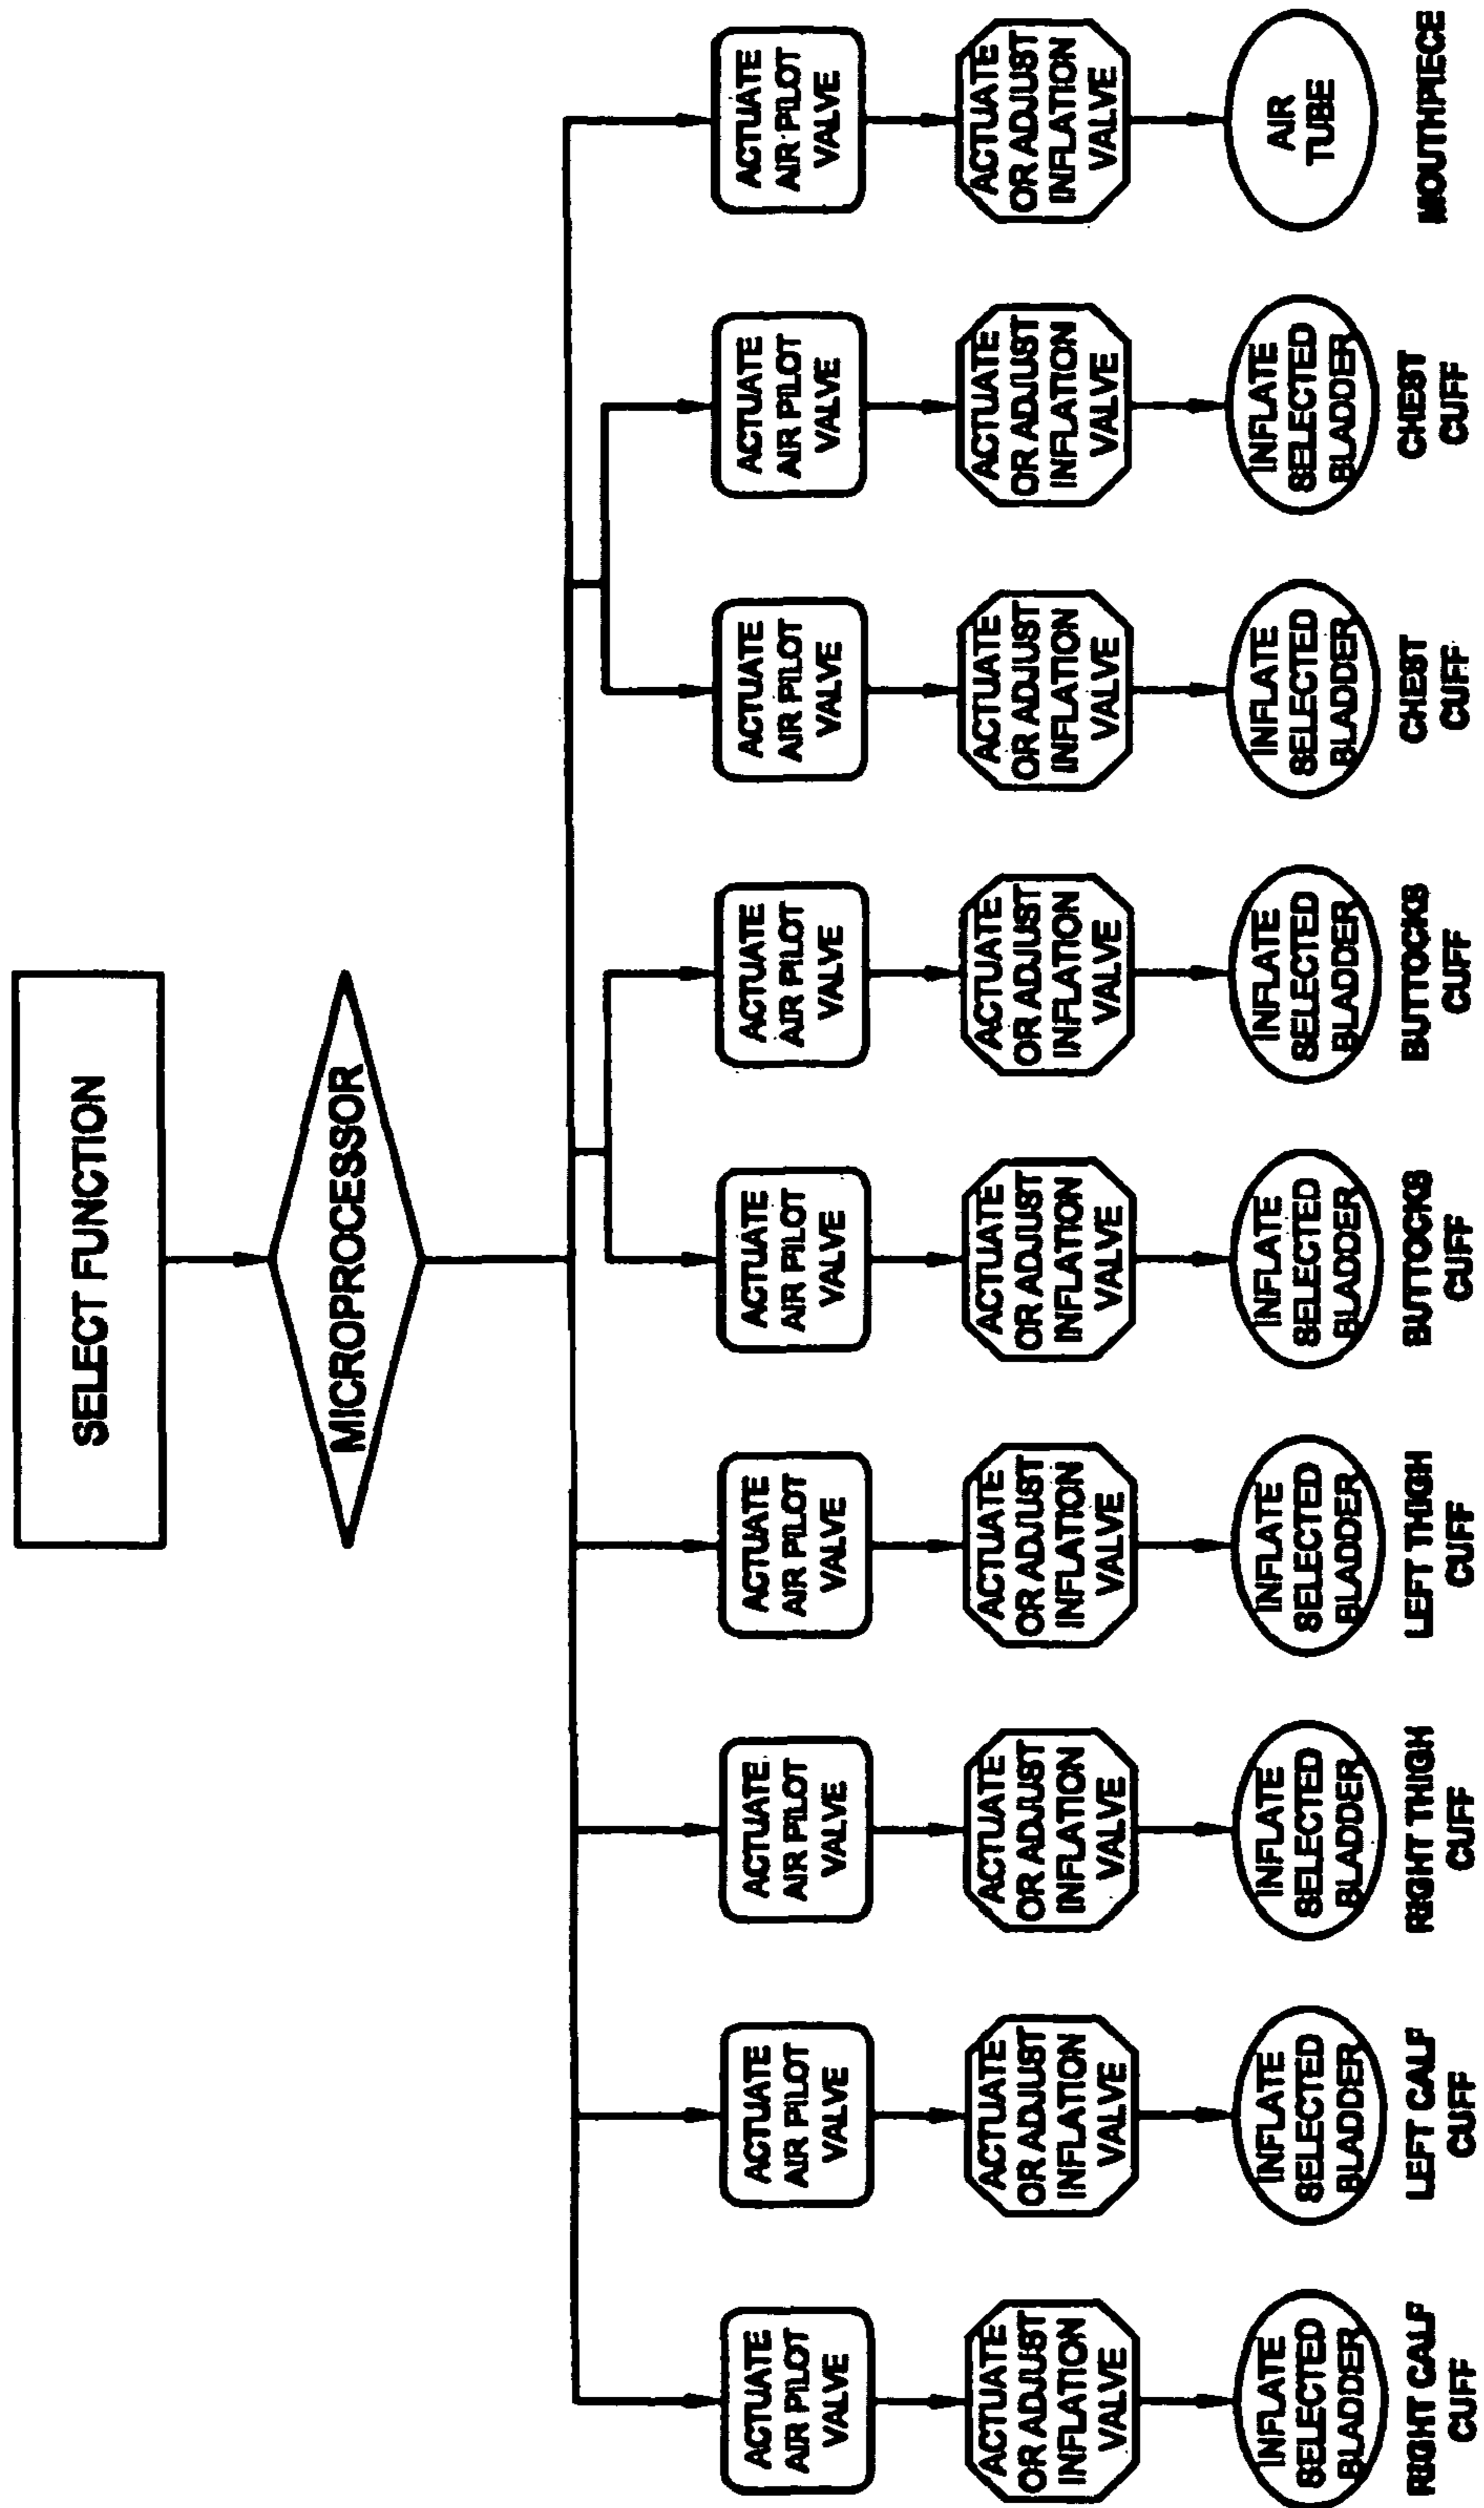 SELECT FUNCTION
MICROPROCESSOR
ACTUATE
AIR PILOT
VALVE
ACTUATE
OR ADJUST
INFLATION
VALVE
INFLATE
SELECTED
BLADDER
RIGHT CALF
CUFF
ACTUATE
AIR PILOT
VALVE
ACTUATE
OR ADJUST
INFLATION
VALVE
INFLATE
SELECTED
BLADDER
LEFT CALF
CUFF
ACTUATE
AIR PILOT
VALVE
ACTUATE
OR ADJUST
INFLATION
VALVE
INFLATE
SELECTED
BLADDER
RIGHT THIGH
CUFF
ACTUATE
AIR PILOT
VALVE
ACTUATE
OR ADJUST
INFLATION
VALVE
INFLATE
SELECTED
BLADDER
LEFT THIGH
CUFF
ACTUATE
AIR PILOT
VALVE
ACTUATE
OR ADJUST
INFLATION
VALVE
INFLATE
SELECTED
BLADDER
BUTTOCKS
CUFF
ACTUATE
AIR PILOT
VALVE
ACTUATE
OR ADJUST
INFLATION
VALVE
INFLATE
SELECTED
BLADDER
BUTTOCKS
CUFF
ACTUATE
AIR PILOT
VALVE
ACTUATE
OR ADJUST
INFLATION
VALVE
INFLATE
SELECTED
BLADDER
CHEST
CUFF
ACTUATE
AIR PILOT
VALVE
ACTUATE
OR ADJUST
INFLATION
VALVE
INFLATE
SELECTED
BLADDER
CHEST
CUFF
ACTUATE
AIR PILOT
VALVE
ACTUATE
OR ADJUST
INFLATION
VALVE
AIR
TUBE
MOUTHPIECE